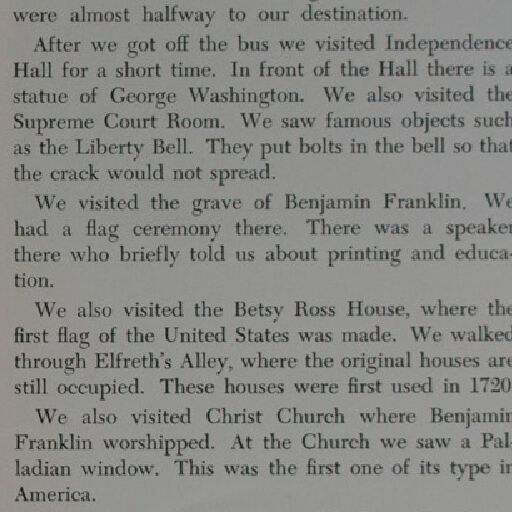 were almost halfway to our destination.
After we got off the bus we visited Independence
Hall for a short time. In front of the Hall there is a
statue of George Washington. We also visited the
Supreme Court Room. We saw famous objects such
as the Liberty Bell. They put bolts in the bell so that
the crack would not spread.
We visited the grave of Benjamin Franklin. We
had a flag ceremony there. There was a speaker
there who briefly told us about printing and educa-
tion.
We also visited the Betsy Ross House, where the
first flag of the United States was made. We walked
through Elfreth's Alley, where the original houses are
still occupied. These houses were first used in 1720
We also visited Christ Church where Benjamin
Franklin worshipped. At the Church we saw a Pal-
ladian window. This was the first one of its type in
America.